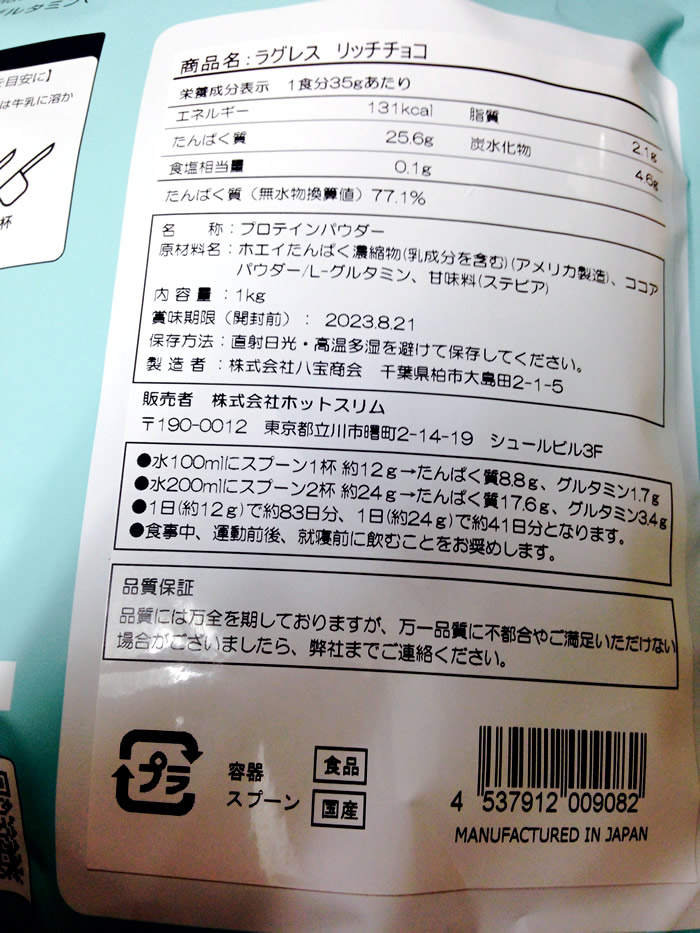 ルタミン
を目安に】
は牛乳に溶か
杯
商品名:ラグレス リッチチョコ
栄養成分表示 1食分35gあたり
エネルギー 131kcal 脂質 2.1g
たんぱく質 25.6g 炭水化物 4.6g
食塩相当量 0.1g
たんぱく質(無水物換算値)77.1%
名 称:プロテインパウダー
原材料名:ホエイたんぱく濃縮物(乳成分を含む)(アメリカ製造)、ココア
パウダー/L-グルタミン、甘味料(ステビア)
内容量:1kg
賞味期限(開封前): 2023.8.21
保存方法:直射日光・高温多湿を避けて保存してください。
製造者:株式会社八宝商会 千葉県柏市大島田2-1-5
販売者 株式会社ホットスリム
〒190-0012 東京都立川市曙町2-14-19 シュールビル3F
●水100mlにスプーン1杯 約12g→たんぱく質8.8g、グルタミン1.7g
●水200mlにスプーン2杯 約24g→たんぱく質17.6g、グルタミン3.4g
●1日(約12g)で約83日分、1日(約24g)で約41日分となります。
●食事中、運動前後、就寝前に飲むことをお奨めします。
品質保証
品質には万全を期しておりますが、万一品質に不都合やご満足いただけない
場合がございましたら、弊社までご連絡ください。
プラ
容器
スプーン
食品
国産
4 537912 009082
MANUFACTURED IN JAPAN